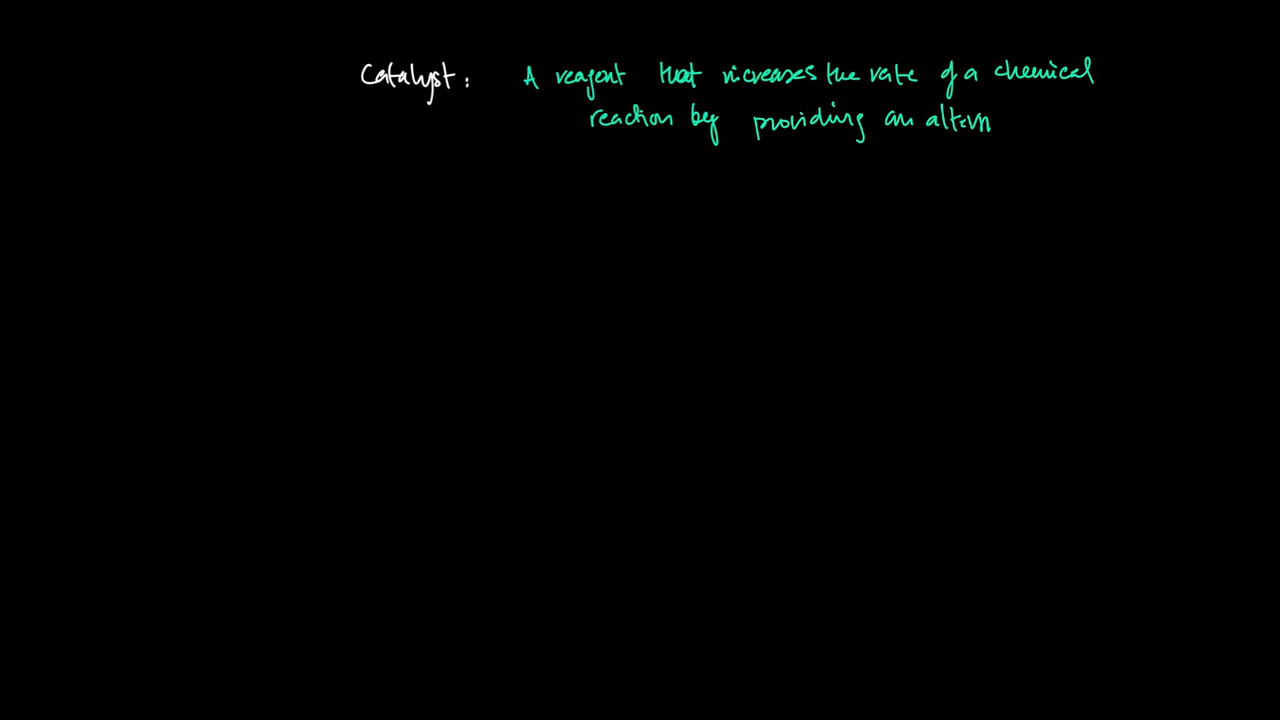 Catalyst: A reagent that increases the rate of a chemical
reaction by providing an altern